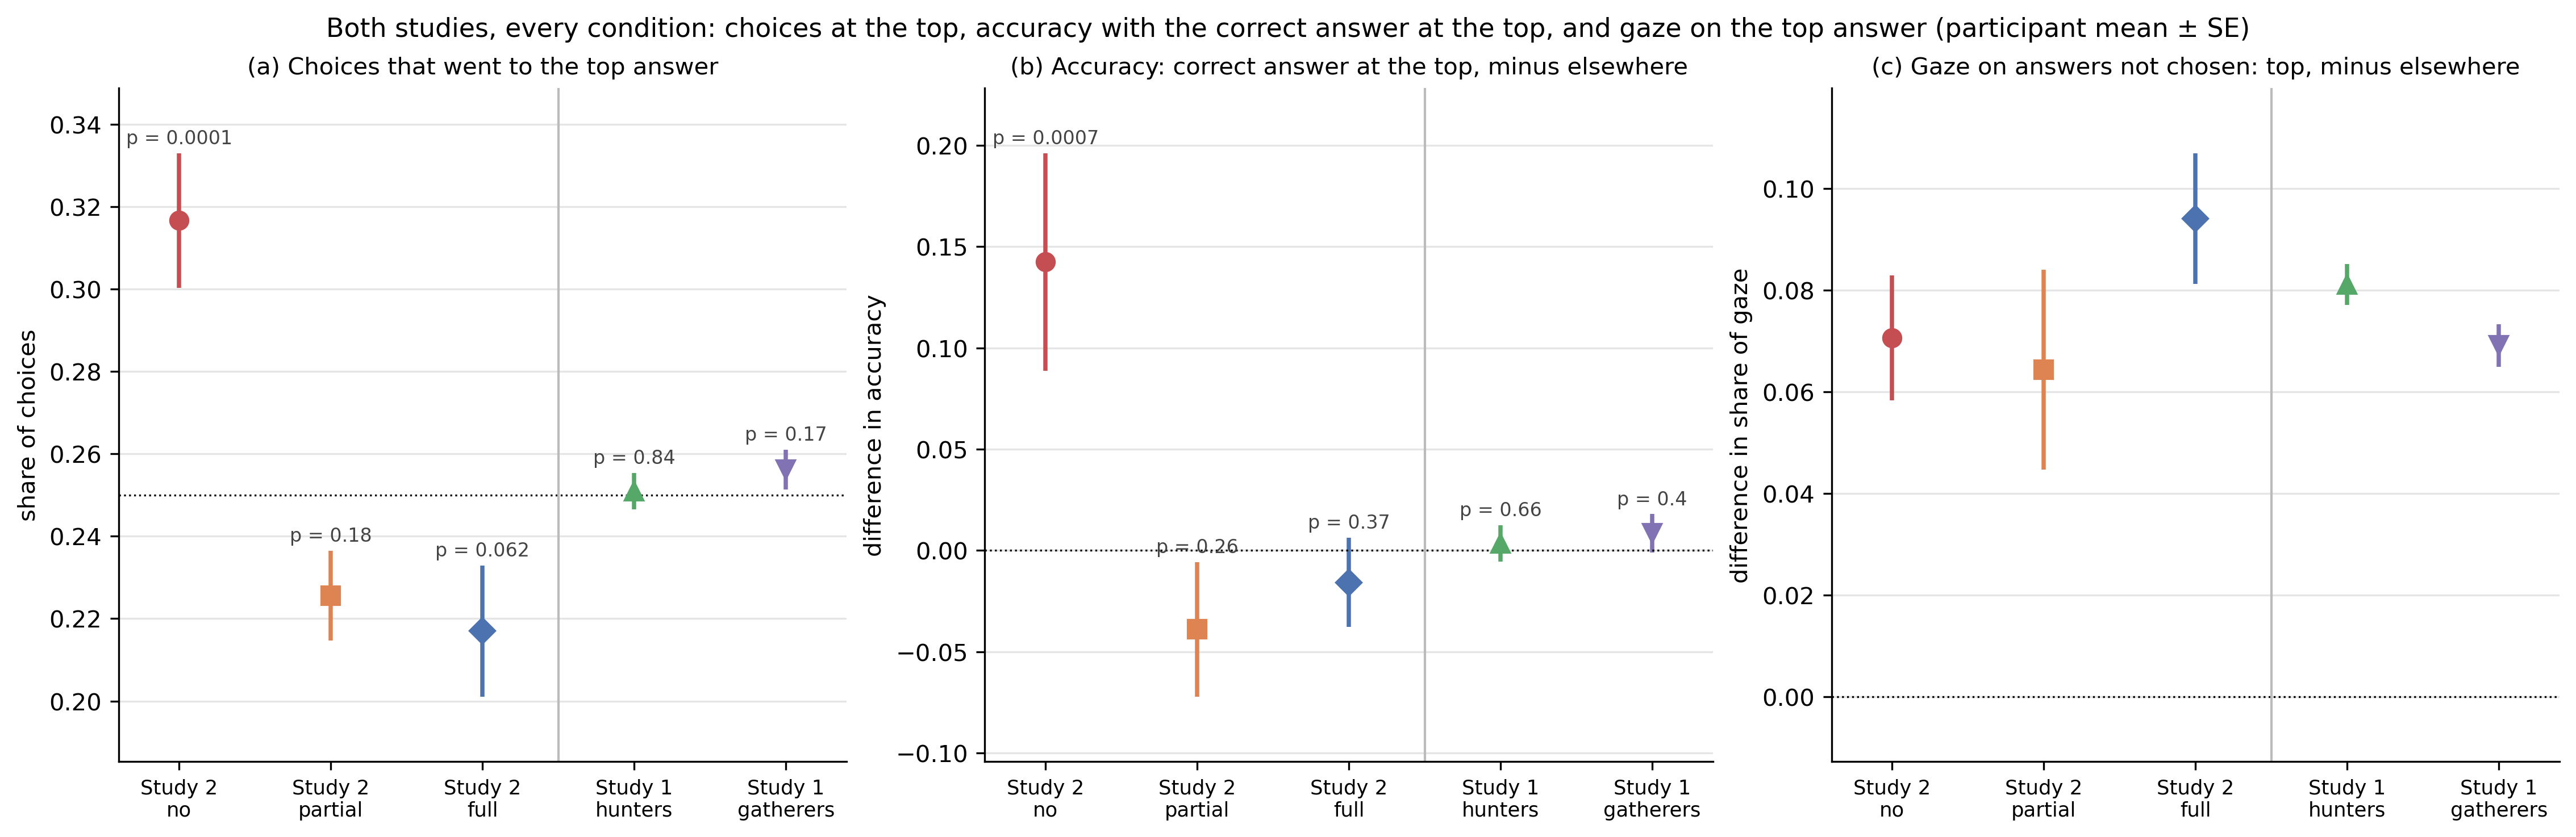 Both studies, every condition: choices at the top, accuracy with the correct answer at the top, and gaze on the top answer (participant mean ± SE)
(a) Choices that went to the top answer
share of choices
0.34
0.32
0.30
0.28
0.26
0.24
0.22
0.20
p = 0.0001
p = 0.18
p = 0.062
p = 0.84
p = 0.17
Study 2
no
Study 2
partial
Study 2
full
Study 1
hunters
Study 1
gatherers
(b) Accuracy: correct answer at the top, minus elsewhere
difference in accuracy
0.20
0.15
0.10
0.05
0.00
−0.05
−0.10
p = 0.0007
p = 0.26
p = 0.37
p = 0.66
p = 0.4
Study 2
no
Study 2
partial
Study 2
full
Study 1
hunters
Study 1
gatherers
(c) Gaze on answers not chosen: top, minus elsewhere
difference in share of gaze
0.10
0.08
0.06
0.04
0.02
0.00
Study 2
no
Study 2
partial
Study 2
full
Study 1
hunters
Study 1
gatherers